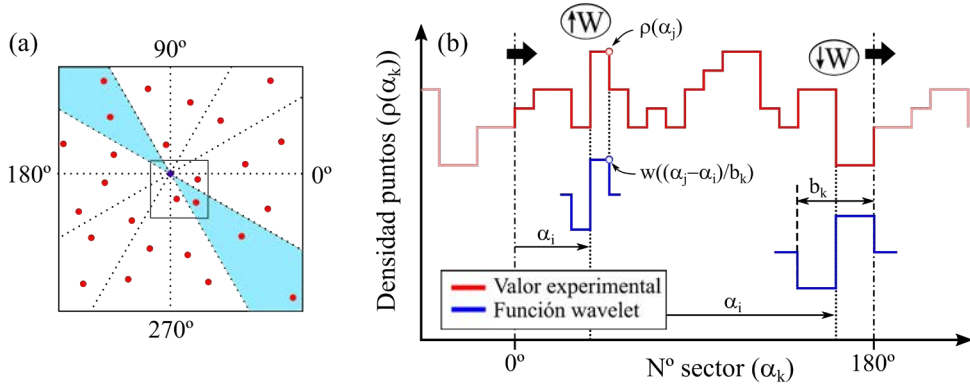 (a)
90º
180º
0º
270º
(b)
Densidad puntos (ρ(αₖ))
↑W
ρ(αⱼ)
↓W
w((αⱼ−αᵢ)/bₖ)
bₖ
αᵢ
Valor experimental
Función wavelet
αᵢ
0º
Nº sector (αₖ)
180º